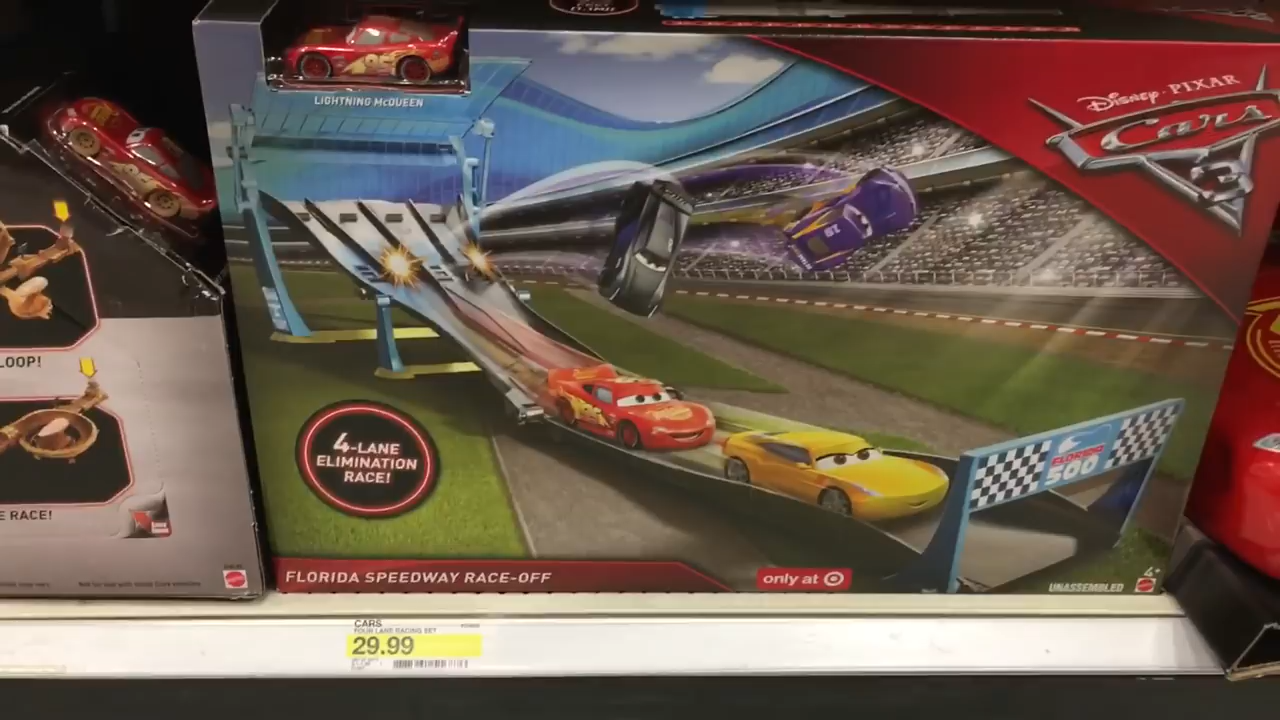 LIGHTNING McQUEEN
DISNEY·PIXAR
Cars
3
95
LOOP!
E RACE!
4-LANE
ELIMINATION
RACE!
FLORIDA
500
FLORIDA SPEEDWAY RACE-OFF
only at
UNASSEMBLED
4+
CARS
FOUR LANE RACING SET
29.99